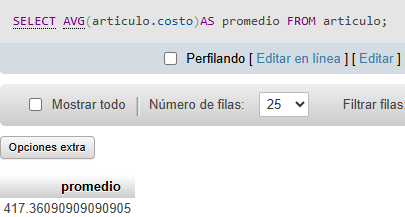 SELECT AVG(articulo.costo)AS promedio FROM articulo;
Perfilando [ Editar en línea ] [ Editar ]
Mostrar todo Número de filas: 25 Filtrar filas:
Opciones extra
promedio
417.36090909090905